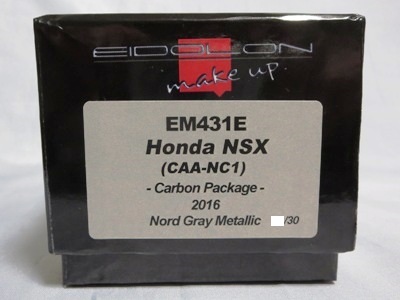 EIDOLON
make up
EM431E
Honda NSX
(CAA-NC1)
- Carbon Package -
2016
Nord Gray Metallic /30